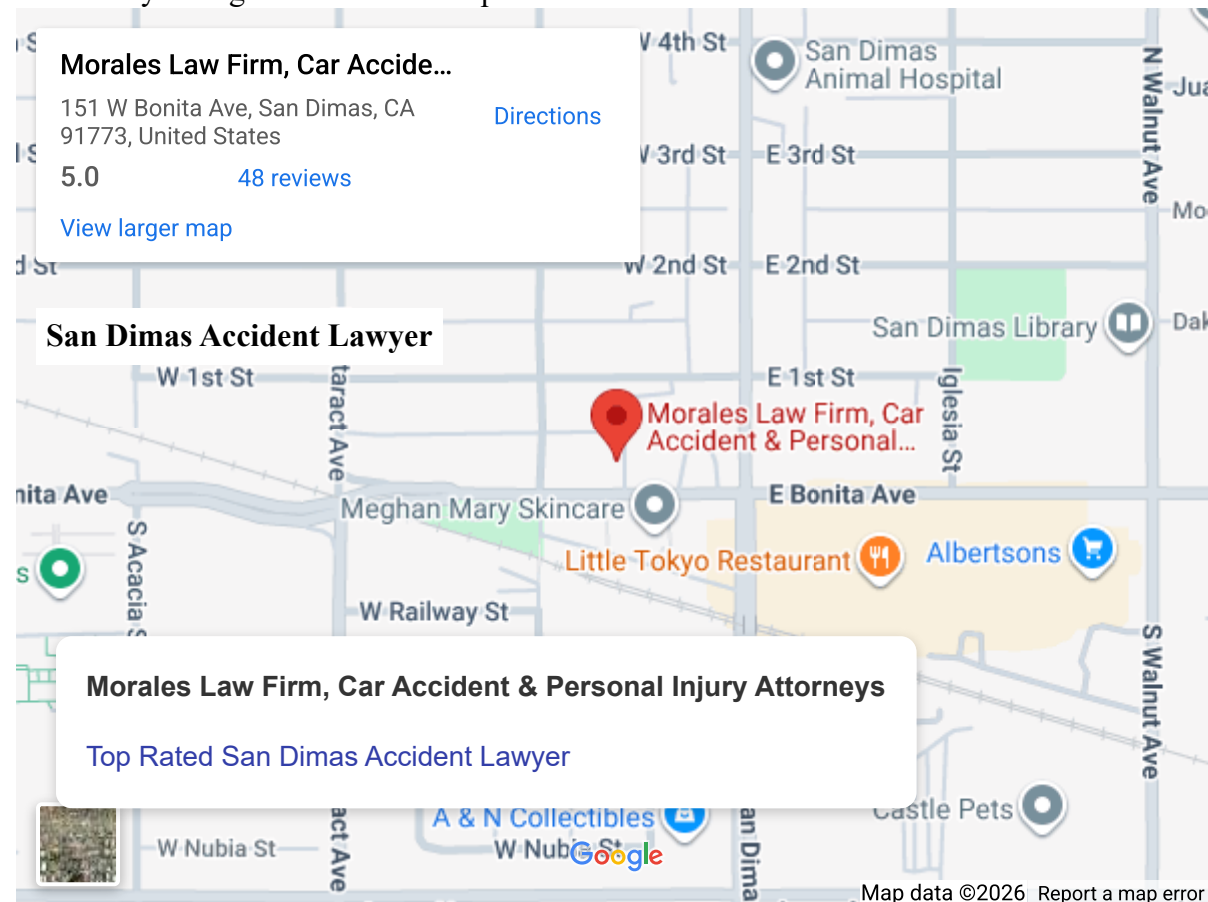 Morales Law Firm, Car Accide…
151 W Bonita Ave, San Dimas, CA
91773, United States
Directions
5.0
48 reviews
View larger map
W 4th St
San Dimas
Animal Hospital
N Walnut Ave
W 3rd St
E 3rd St
W 2nd St
E 2nd St
San Dimas Library
San Dimas Accident Lawyer
W 1st St
E 1st St
Iglesia St
Morales Law Firm, Car
Accident & Personal...
E Bonita Ave
Meghan Mary Skincare
Little Tokyo Restaurant
Albertsons
S Acacia
W Railway St
S Walnut Ave
Morales Law Firm, Car Accident & Personal Injury Attorneys
Top Rated San Dimas Accident Lawyer
A & N Collectibles
Castle Pets
W Nubia St
W Nubia St
Google
Map data ©2026
Report a map error